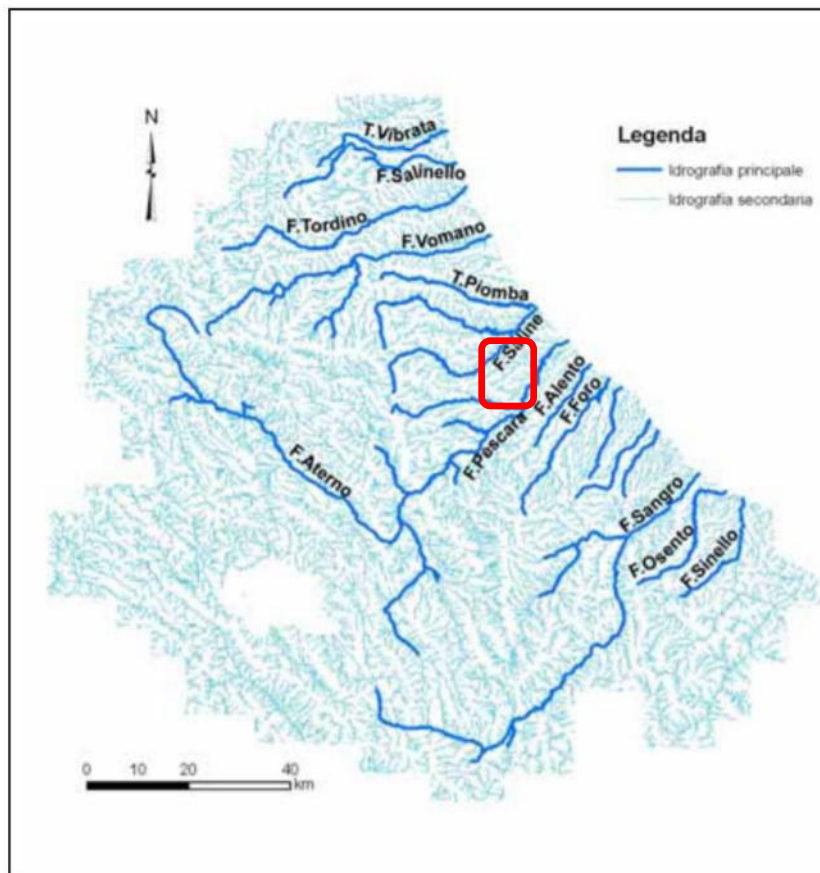 N
Legenda
Idrografia principale
Idrografia secondaria
T.Vibrata
F.Salinello
F.Tordino
F.Vomano
T.Piomba
F.Saline
F.Alento
F.Foro
F.Pescara
F.Aterno
F.Sangro
F.Osento
F.Sinello
0 10 20 40
km